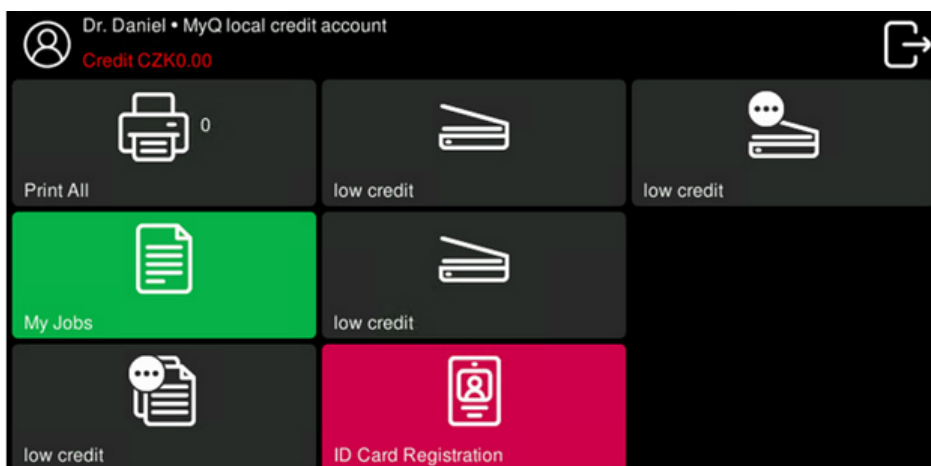 Dr. Daniel • MyQ local credit account
Credit CZK0.00
0
Print All
low credit
low credit
My Jobs
low credit
low credit
ID Card Registration